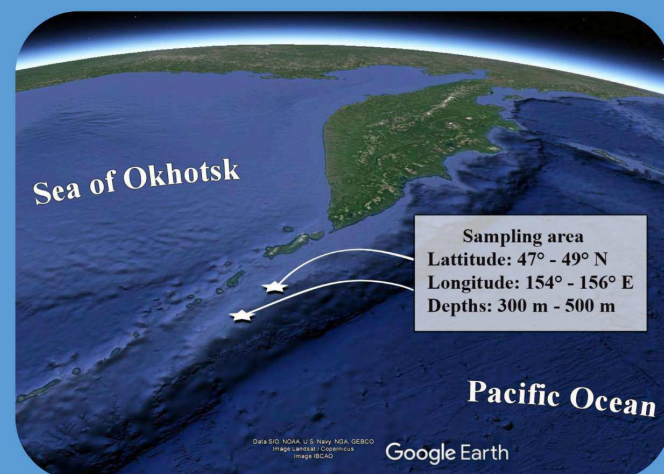 Sea of Okhotsk
Sampling area
Lattitude: 47° - 49° N
Longitude: 154° - 156° E
Depths: 300 m - 500 m
Pacific Ocean
Data SIO, NOAA, U.S. Navy, NGA, GEBCO
Image Landsat / Copernicus
Image IBCAO
Google Earth